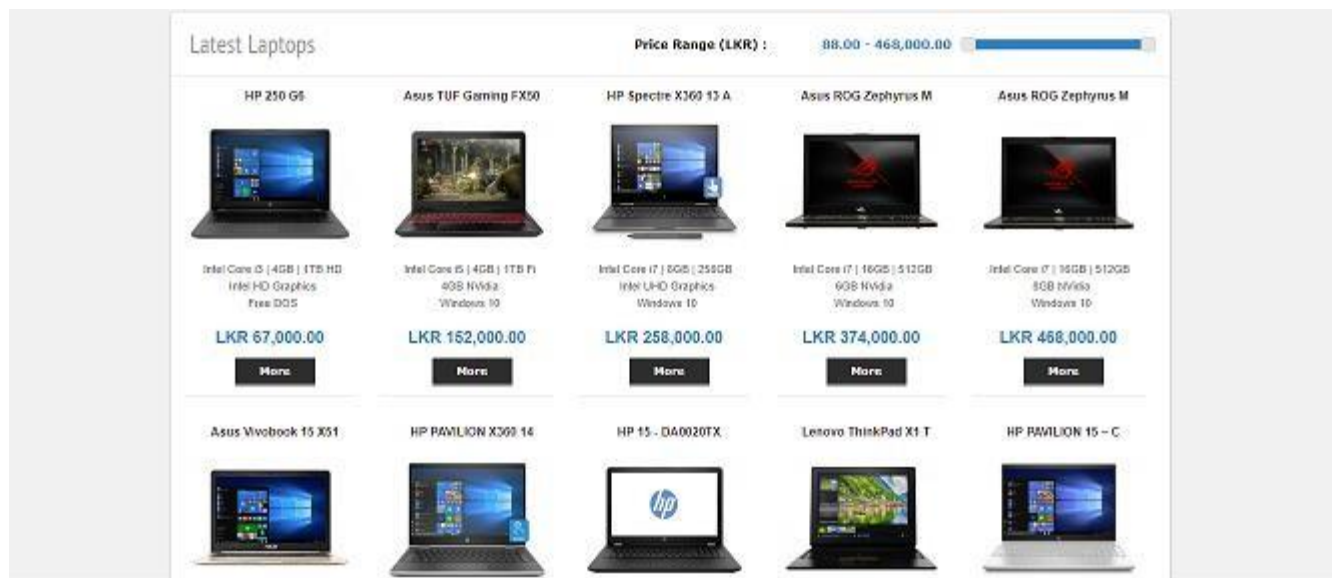 Latest Laptops
Price Range (LKR) : 88.00 - 468,000.00
HP 250 G6
Asus TUF Gaming FX50
HP Spectre X360 13 A
Asus ROG Zephyrus M
Asus ROG Zephyrus M
Intel Core i3 | 4GB | 1TB HD
Intel HD Graphics
Free DOS
Intel Core i5 | 4GB | 1TB Fi
4GB NVidia
Windows 10
Intel Core i7 | 8GB | 256GB
Intel UHD Graphics
Windows 10
Intel Core i7 | 16GB | 512GB
6GB NVidia
Windows 10
Intel Core i7 | 16GB | 512GB
8GB NVidia
Windows 10
LKR 67,000.00
LKR 152,000.00
LKR 258,000.00
LKR 374,000.00
LKR 468,000.00
More
More
More
More
More
Asus Vivobook 15 X51
HP PAVILION X360 14
HP 15 - DA0020TX
Lenovo ThinkPad X1 T
HP PAVILION 15 – C
hp